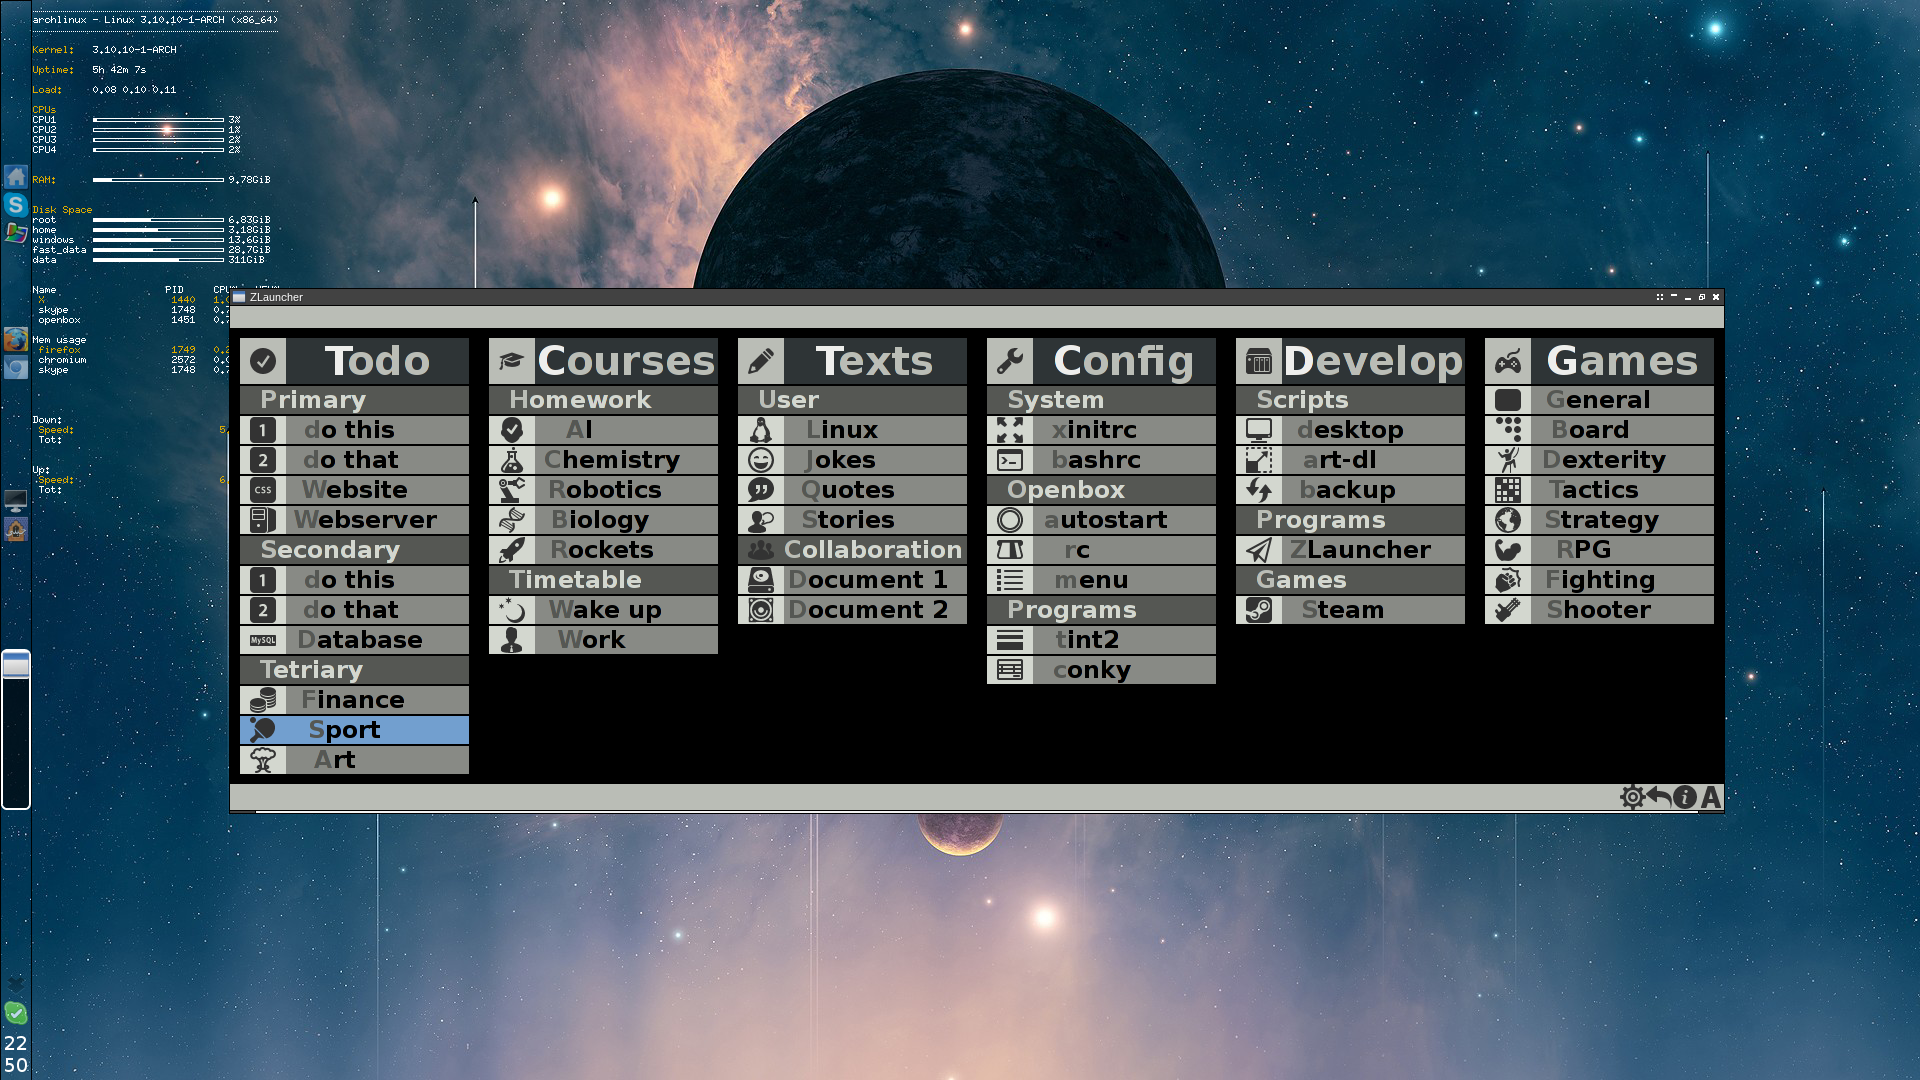 archlinux - Linux 3.10.10-1-ARCH (x86_64)
Kernel: 3.10.10-1-ARCH
Uptime: 5h 42m 7s
Load: 0.08 0.10 0.11
CPUs
CPU1 3%
CPU2 1%
CPU3 2%
CPU4 2%
RAM: 9.78GiB
Disk Space
root 6.83GiB
home 3.18GiB
windows 13.6GiB
fast_data 28.7GiB
data 311GiB
Name PID
X 1440
skype 1748
openbox 1451
Mem usage
firefox 1749
chromium 2572
skype 1748
Down:
Speed:
Tot:
Up:
Speed:
Tot:
22
50
ZLauncher
Todo
Primary
1 do this
2 do that
CSS Website
Webserver
Secondary
1 do this
2 do that
MySQL Database
Tetriary
Finance
Sport
Art
Courses
Homework
AI
Chemistry
Robotics
Biology
Rockets
Timetable
Wake up
Work
Texts
User
Linux
Jokes
Quotes
Stories
Collaboration
Document 1
Document 2
Config
System
xinitrc
bashrc
Openbox
autostart
rc
menu
Programs
tint2
conky
Develop
Scripts
desktop
art-dl
backup
Programs
ZLauncher
Games
Steam
Games
General
Board
Dexterity
Tactics
Strategy
RPG
Fighting
Shooter
A